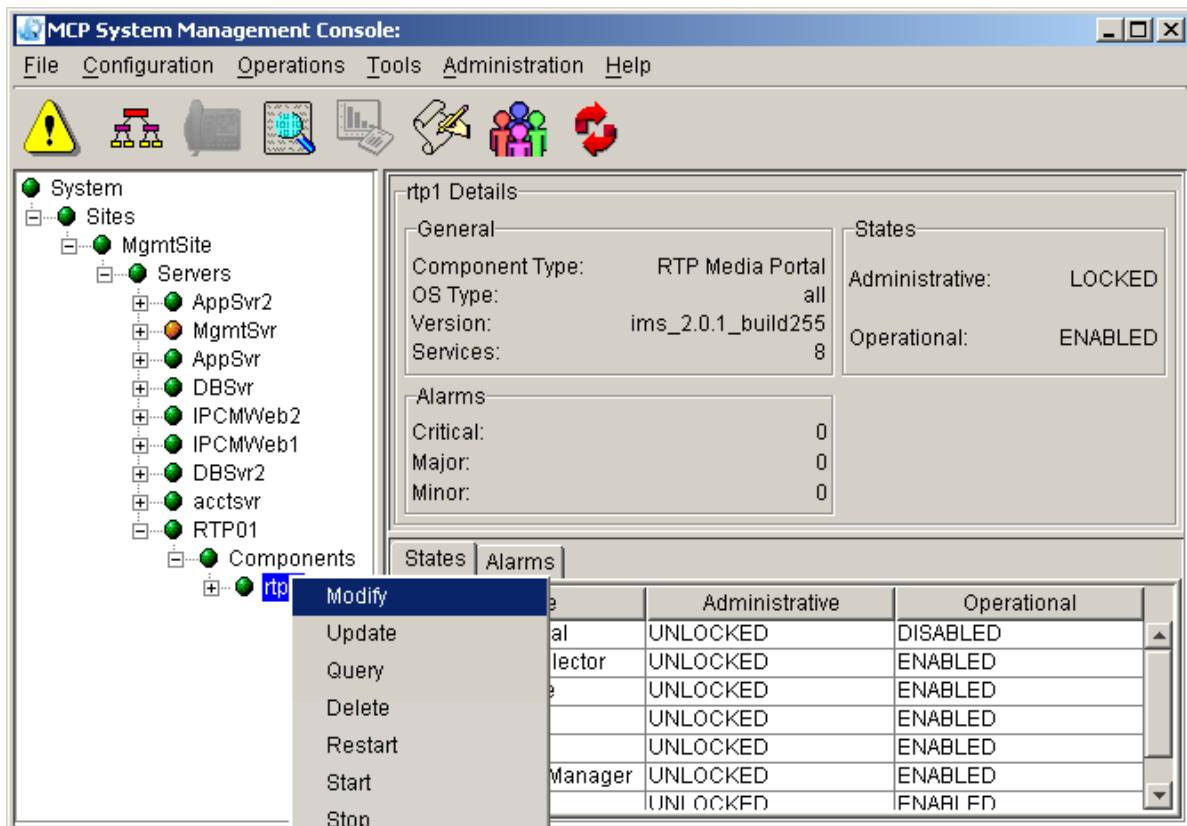 MCP System Management Console:
File Configuration Operations Tools Administration Help
System
Sites
MgmtSite
Servers
AppSvr2
MgmtSvr
AppSvr
DBSvr
IPCMWeb2
IPCMWeb1
DBSvr2
acctsvr
RTP01
Components
rtp
Modify
Update
Query
Delete
Restart
Start
Stop
rtp1 Details
General
Component Type: RTP Media Portal
OS Type: all
Version: ims_2.0.1_build255
Services: 8
States
Administrative: LOCKED
Operational: ENABLED
Alarms
Critical: 0
Major: 0
Minor: 0
States Alarms
e Administrative Operational
al UNLOCKED DISABLED
lector UNLOCKED ENABLED
e UNLOCKED ENABLED
UNLOCKED ENABLED
UNLOCKED ENABLED
Manager UNLOCKED ENABLED
UNLOCKED ENABLED